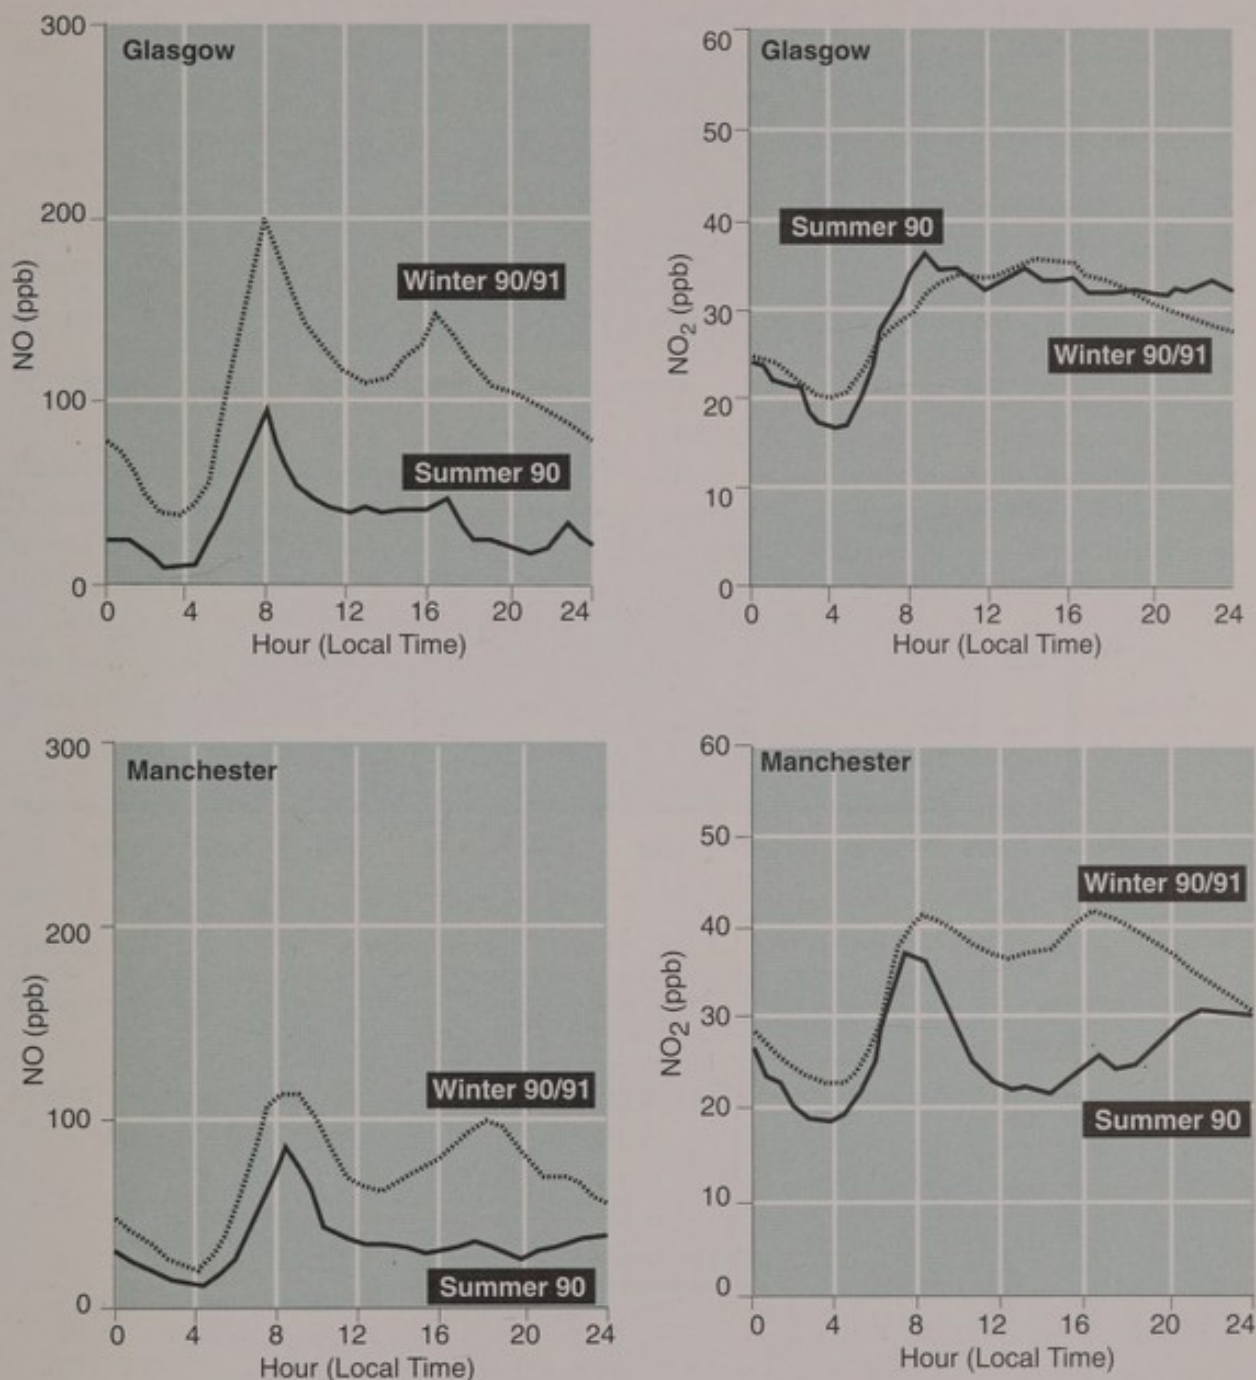 300
Glasgow
200
Winter 90/91
NO (ppb)
100
Summer 90
0
0 4 8 12 16 20 24
Hour (Local Time)
60
Glasgow
50
40
Summer 90
NO2 (ppb)
30
Winter 90/91
20
10
0
0 4 8 12 16 20 24
Hour (Local Time)
300
Manchester
200
NO (ppb)
Winter 90/91
100
Summer 90
0
0 4 8 12 16 20 24
Hour (Local Time)
60
Manchester
50
Winter 90/91
40
NO2 (ppb)
30
20
Summer 90
10
0
0 4 8 12 16 20 24
Hour (Local Time)